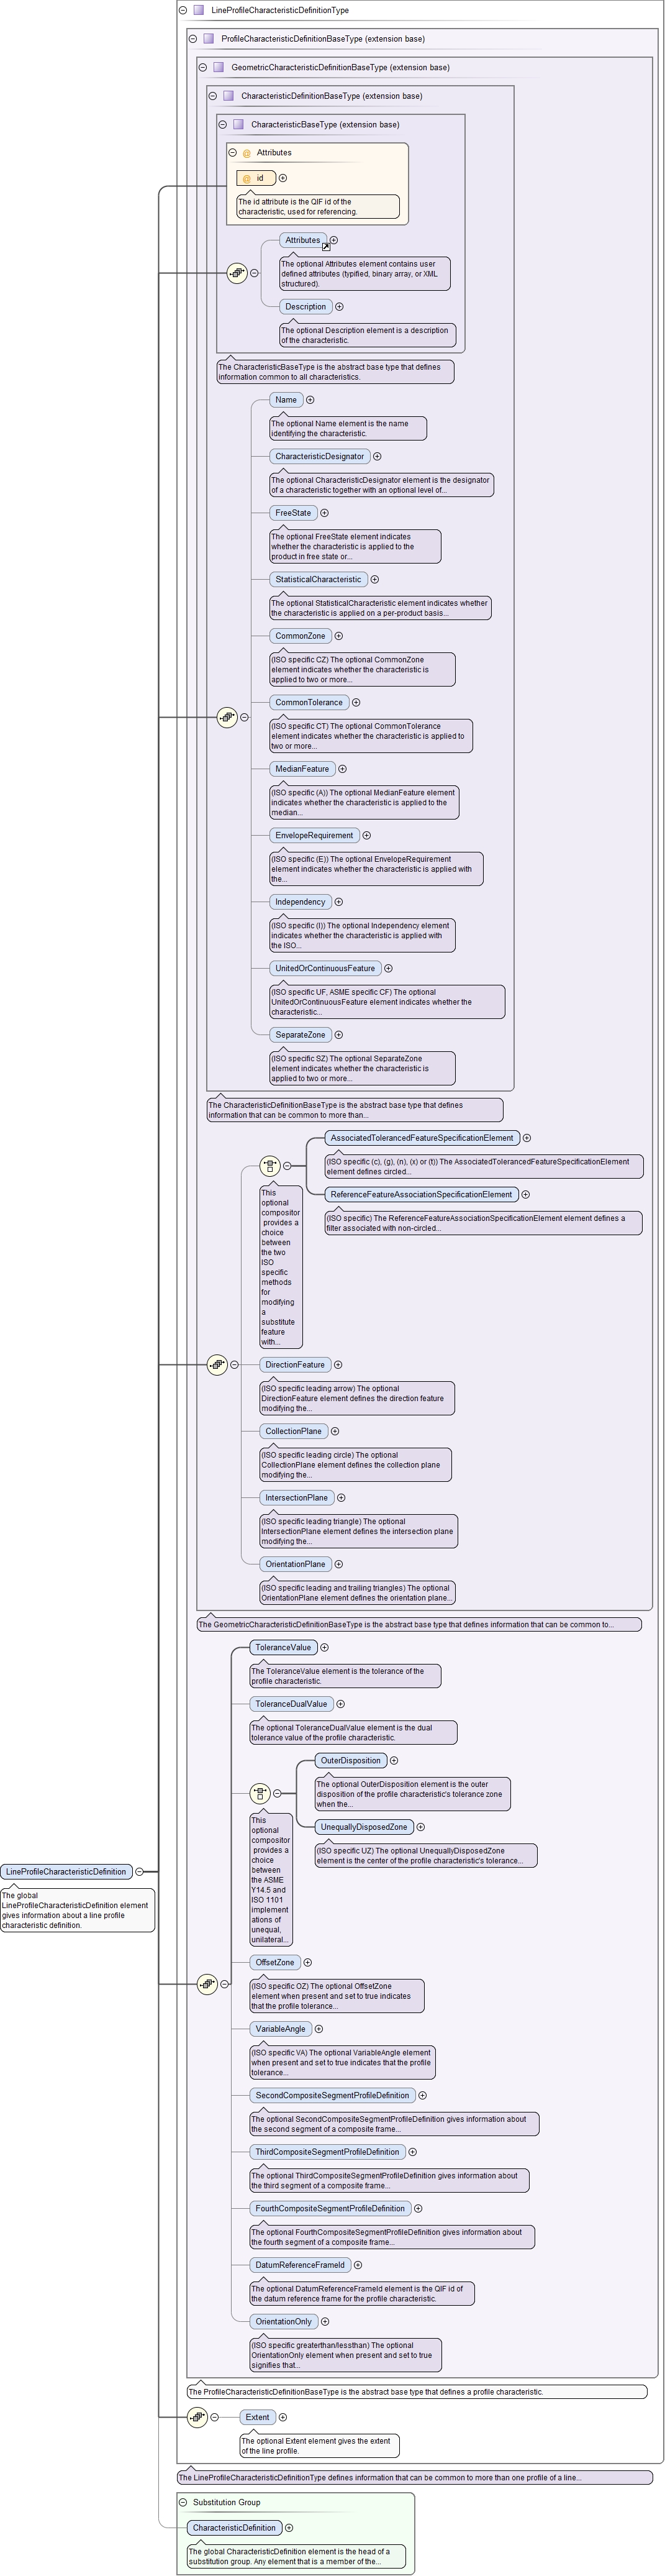 LineProfileCharacteristicDefinitionType
ProfileCharacteristicDefinitionBaseType (extension base)
GeometricCharacteristicDefinitionBaseType (extension base)
CharacteristicDefinitionBaseType (extension base)
CharacteristicBaseType (extension base)
@ Attributes
@ id
The id attribute is the QIF id of the
characteristic, used for referencing.
Attributes
The optional Attributes element contains user
defined attributes (typified, binary array, or XML
structured).
Description
The optional Description element is a description
of the characteristic.
The CharacteristicBaseType is the abstract base type that defines
information common to all characteristics.
Name
The optional Name element is the name
identifying the characteristic.
CharacteristicDesignator
The optional CharacteristicDesignator element is the designator
of a characteristic together with an optional level of...
FreeState
The optional FreeState element indicates
whether the characteristic is applied to the
product in free state or...
StatisticalCharacteristic
The optional StatisticalCharacteristic element indicates whether
the characteristic is applied on a per-product basis...
CommonZone
(ISO specific CZ) The optional CommonZone
element indicates whether the characteristic is
applied to two or more...
CommonTolerance
(ISO specific CT) The optional CommonTolerance
element indicates whether the characteristic is applied to
two or more...
MedianFeature
(ISO specific (A)) The optional MedianFeature element
indicates whether the characteristic is applied to the
median...
EnvelopeRequirement
(ISO specific (E)) The optional EnvelopeRequirement
element indicates whether the characteristic is applied with
the...
Independency
(ISO specific (I)) The optional Independency element
indicates whether the characteristic is applied with
the ISO...
UnitedOrContinuousFeature
(ISO specific UF, ASME specific CF) The optional
UnitedOrContinuousFeature element indicates whether the
characteristic...
SeparateZone
(ISO specific SZ) The optional SeparateZone
element indicates whether the characteristic is
applied to two or more...
The CharacteristicDefinitionBaseType is the abstract base type that defines
information that can be common to more than...
AssociatedTolerancedFeatureSpecificationElement
(ISO specific (c), (g), (n), (x) or (t)) The AssociatedTolerancedFeatureSpecificationElement
element defines circled...
ReferenceFeatureAssociationSpecificationElement
(ISO specific) The ReferenceFeatureAssociationSpecificationElement element defines a
filter associated with non-circled...
This
optional
compositor
provides a
choice
between
the two
ISO
specific
methods
for
modifying
a
substitute
feature
with...
DirectionFeature
(ISO specific leading arrow) The optional
DirectionFeature element defines the direction feature
modifying the...
CollectionPlane
(ISO specific leading circle) The optional
CollectionPlane element defines the collection plane
modifying the...
IntersectionPlane
(ISO specific leading triangle) The optional
IntersectionPlane element defines the intersection plane
modifying the...
OrientationPlane
(ISO specific leading and trailing triangles) The optional
OrientationPlane element defines the orientation plane...
The GeometricCharacteristicDefinitionBaseType is the abstract base type that defines information that can be common to...
ToleranceValue
The ToleranceValue element is the tolerance of the
profile characteristic.
ToleranceDualValue
The optional ToleranceDualValue element is the dual
tolerance value of the profile characteristic.
OuterDisposition
The optional OuterDisposition element is the outer
disposition of the profile characteristic's tolerance zone
when the...
UnequallyDisposedZone
(ISO specific UZ) The optional UnequallyDisposedZone
element is the center of the profile characteristic's tolerance...
This
optional
compositor
provides a
choice
between
the ASME
Y14.5 and
ISO 1101
implement
ations of
unequal,
unilateral...
LineProfileCharacteristicDefinition
The global
LineProfileCharacteristicDefinition element
gives information about a line profile
characteristic definition.
OffsetZone
(ISO specific OZ) The optional OffsetZone
element when present and set to true indicates
that the profile tolerance...
VariableAngle
(ISO specific VA) The optional VariableAngle element
when present and set to true indicates that the profile
tolerance...
SecondCompositeSegmentProfileDefinition
The optional SecondCompositeSegmentProfileDefinition gives information about
the second segment of a composite frame...
ThirdCompositeSegmentProfileDefinition
The optional ThirdCompositeSegmentProfileDefinition gives information about
the third segment of a composite frame...
FourthCompositeSegmentProfileDefinition
The optional FourthCompositeSegmentProfileDefinition gives information about
the fourth segment of a composite frame...
DatumReferenceFrameId
The optional DatumReferenceFrameId element is the QIF id of
the datum reference frame for the profile characteristic.
OrientationOnly
(ISO specific greaterthan/lessthan) The optional
OrientationOnly element when present and set to true
signifies that...
The ProfileCharacteristicDefinitionBaseType is the abstract base type that defines a profile characteristic.
Extent
The optional Extent element gives the extent
of the line profile.
The LineProfileCharacteristicDefinitionType defines information that can be common to more than one profile of a line...
Substitution Group
CharacteristicDefinition
The global CharacteristicDefinition element is the head of a
substitution group. Any element that is a member of the...